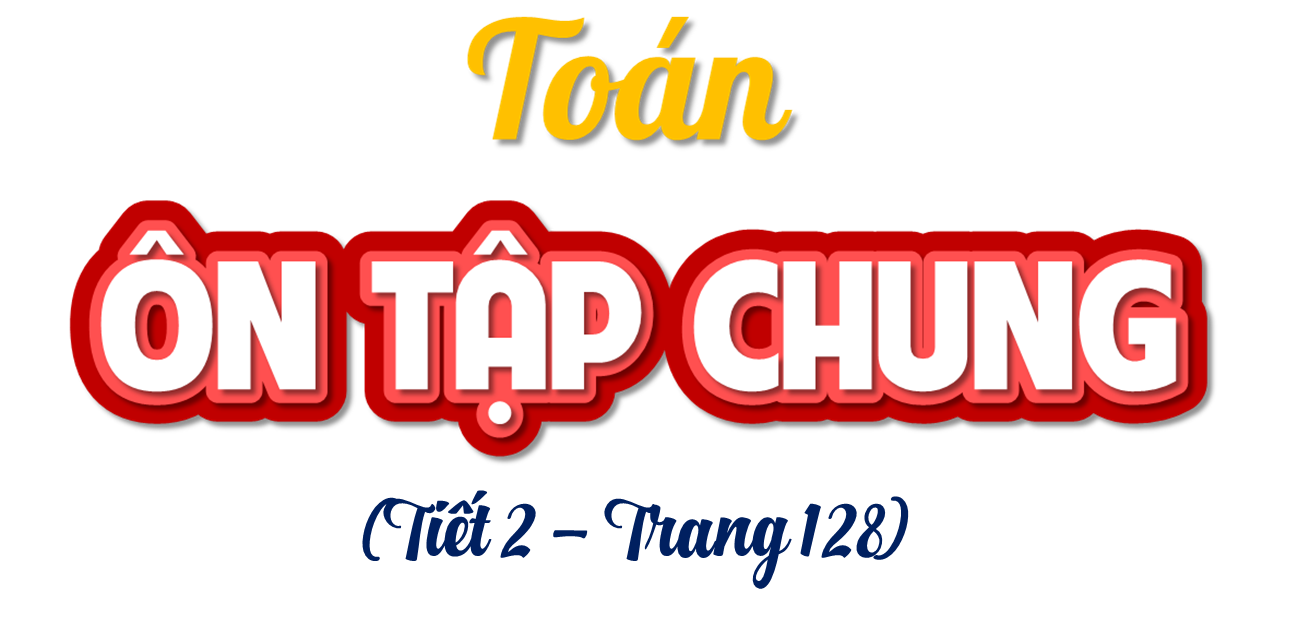 Toán
ÔN TẬP CHUNG
(Tiết 2 – Trang 128)